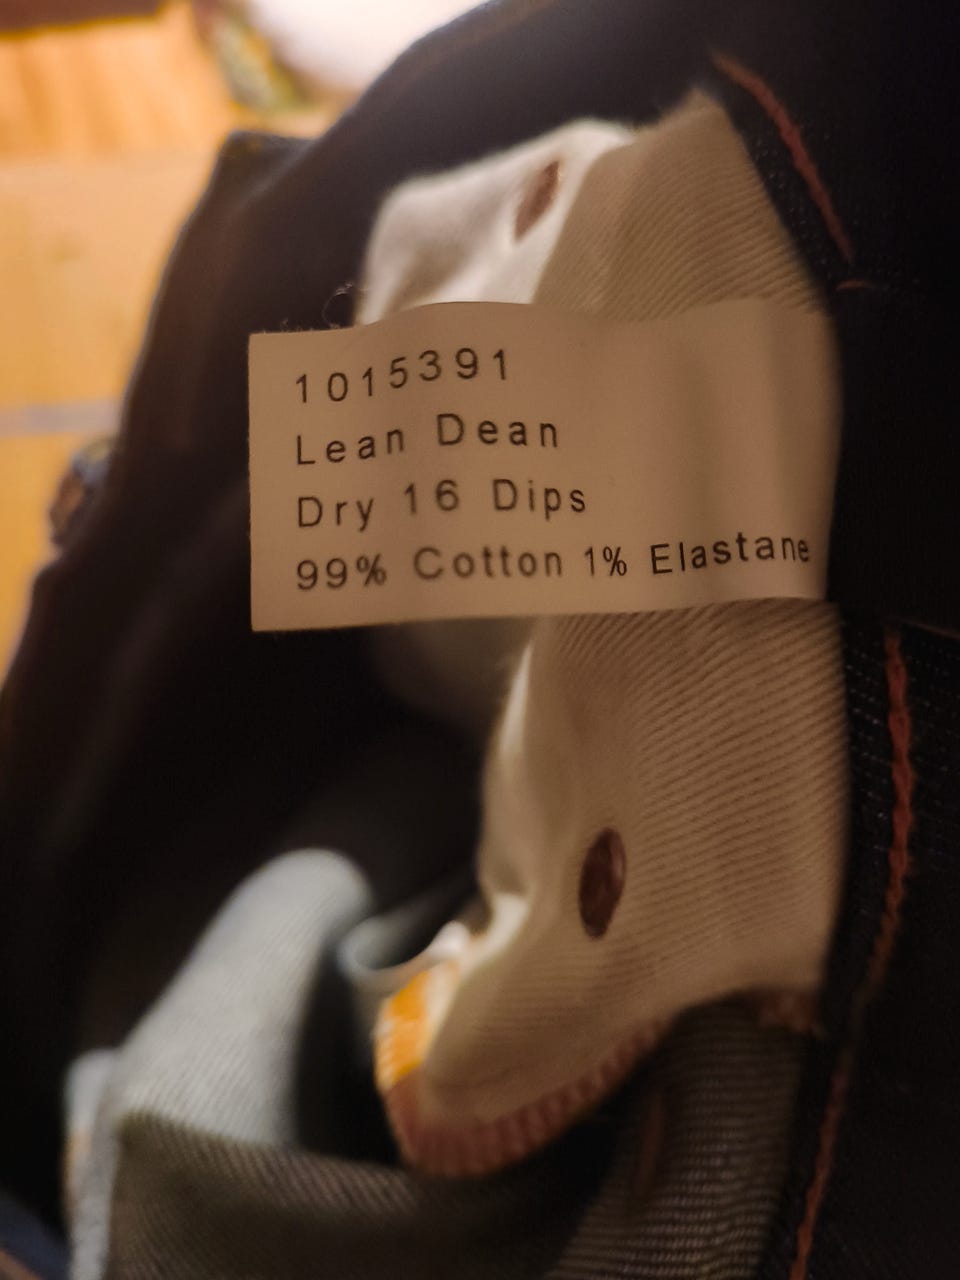 1015391
Lean Dean
Dry 16 Dips
99% Cotton 1% Elastane